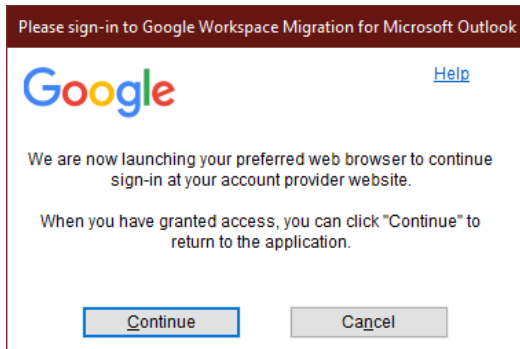 Please sign-in to Google Workspace Migration for Microsoft Outlook
Google
Help
We are now launching your preferred web browser to continue
sign-in at your account provider website.
When you have granted access, you can click "Continue" to
return to the application.
Continue
Cancel